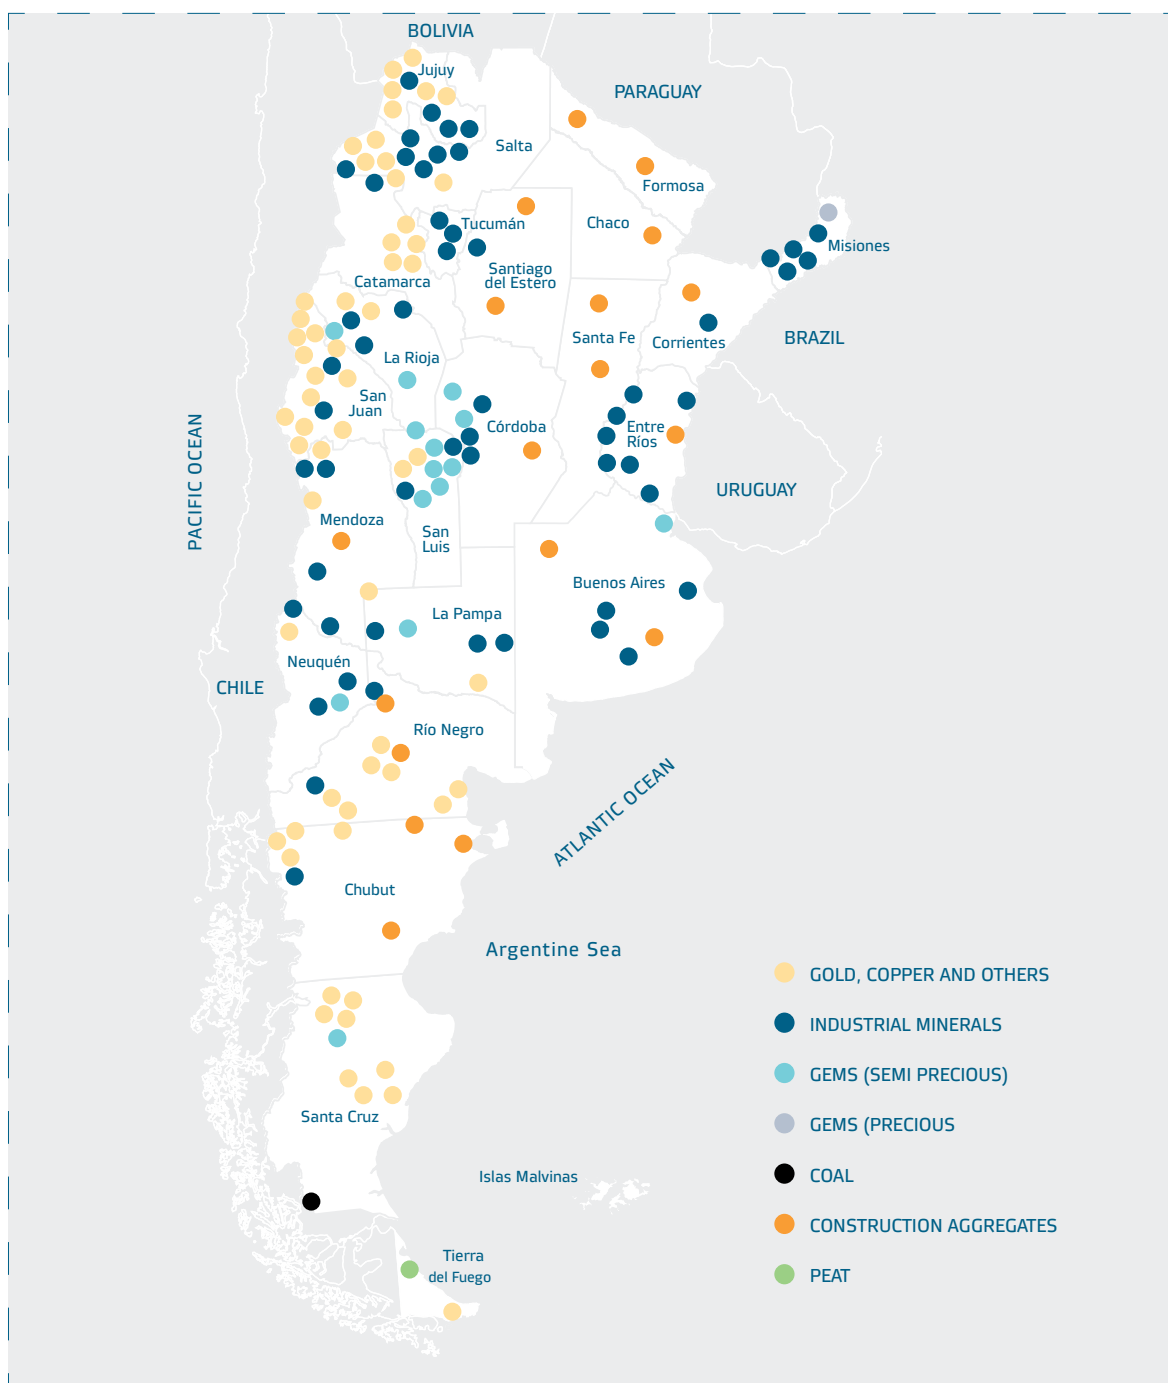 BOLIVIA
Jujuy
PARAGUAY
Salta
Formosa
Chaco
Tucumán
Misiones
Santiago
del Estero
Catamarca
BRAZIL
Santa Fe
Corrientes
La Rioja
San
Juan
Córdoba
Entre
Ríos
PACIFIC OCEAN
URUGUAY
Mendoza
San
Luis
Buenos Aires
La Pampa
Neuquén
CHILE
Río Negro
ATLANTIC OCEAN
Chubut
Argentine Sea
GOLD, COPPER AND OTHERS
INDUSTRIAL MINERALS
GEMS (SEMI PRECIOUS)
GEMS (PRECIOUS
COAL
CONSTRUCTION AGGREGATES
PEAT
Santa Cruz
Islas Malvinas
Tierra
del Fuego